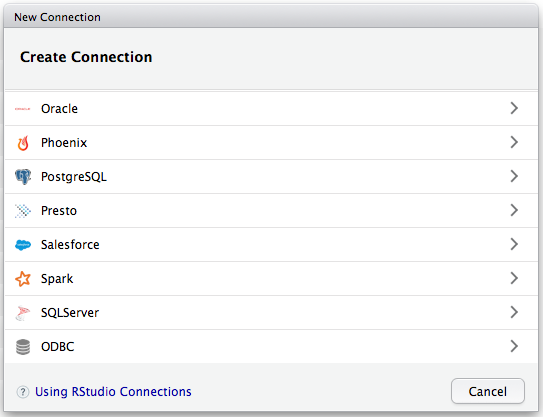 New Connection
Create Connection
Oracle
Phoenix
PostgreSQL
Presto
Salesforce
Spark
SQLServer
ODBC
? Using RStudio Connections
Cancel